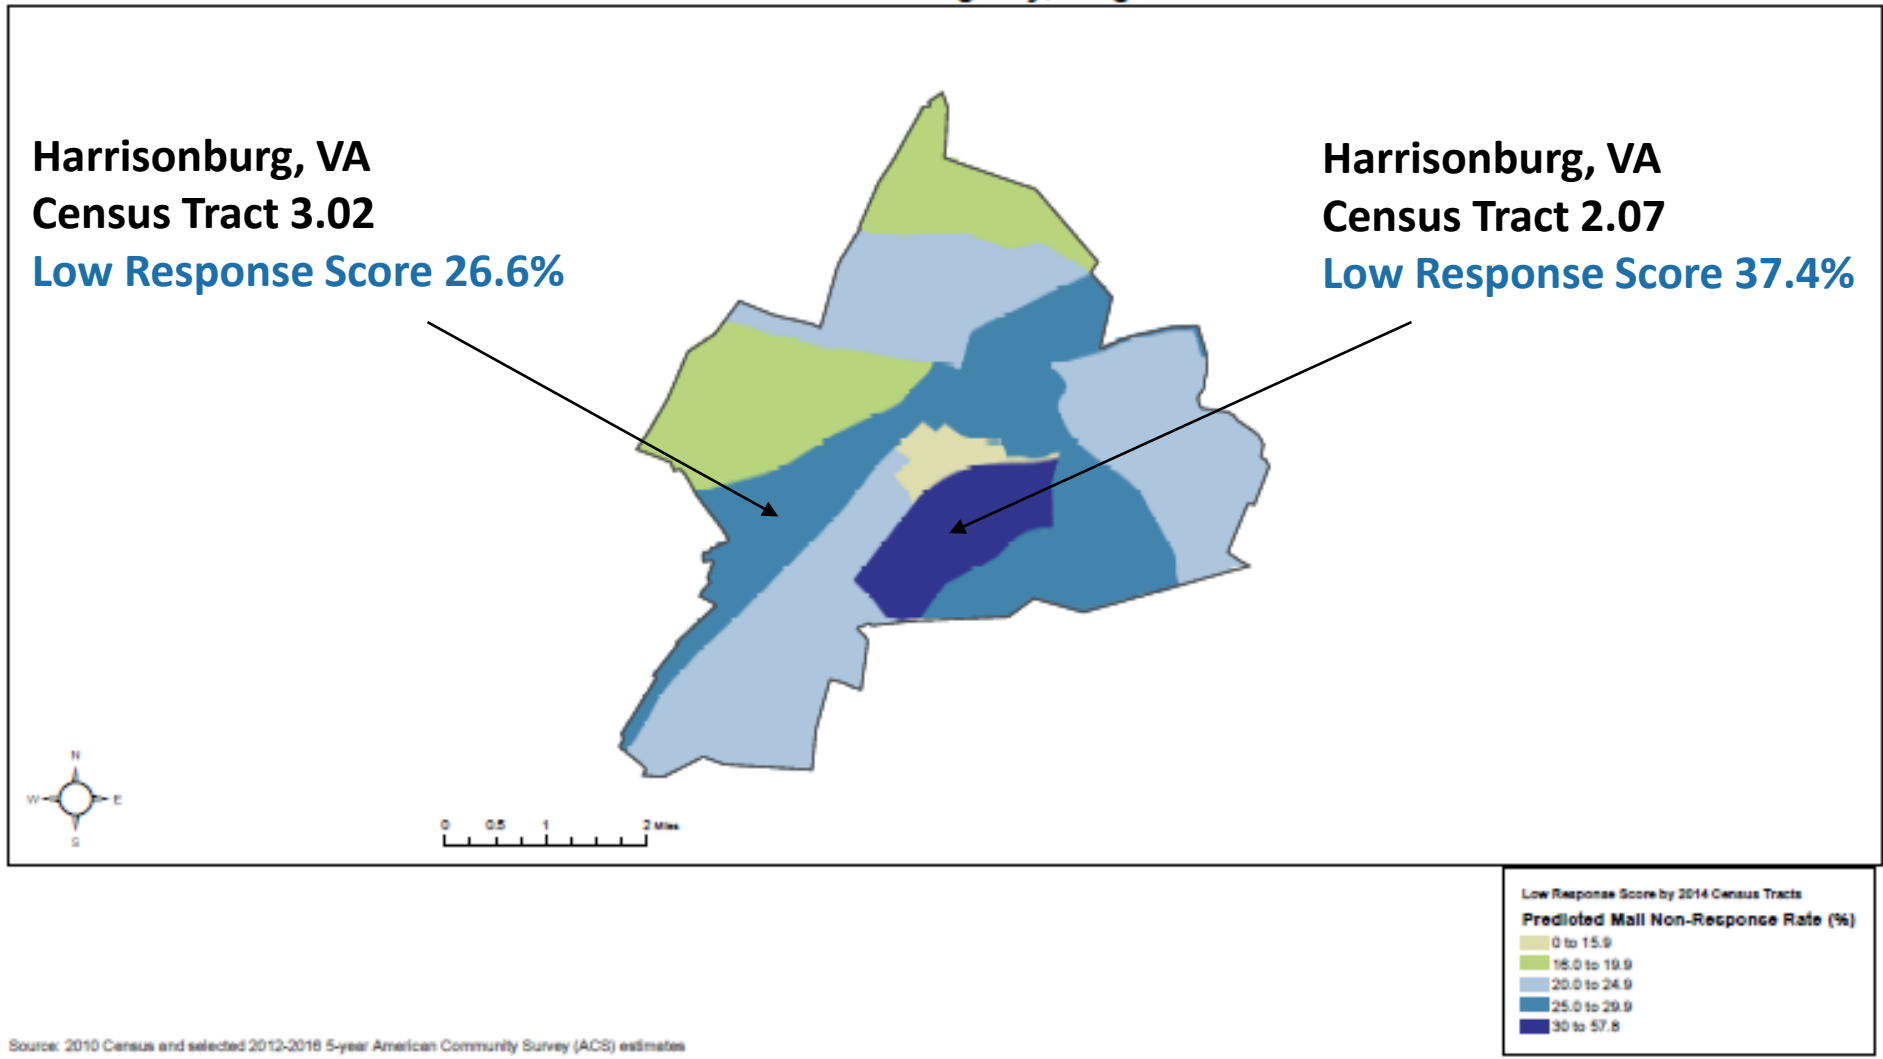 Harrisonburg, VA
Census Tract 3.02
Low Response Score 26.6%
Harrisonburg, VA
Census Tract 2.07
Low Response Score 37.4%
N
W E
S
0 0.5 1 2 Miles
Low Response Score by 2014 Census Tracts
Predicted Mail Non-Response Rate (%)
0 to 15.9
16.0 to 19.9
20.0 to 24.9
25.0 to 29.9
30 to 57.8
Source: 2010 Census and selected 2012-2016 5-year American Community Survey (ACS) estimates